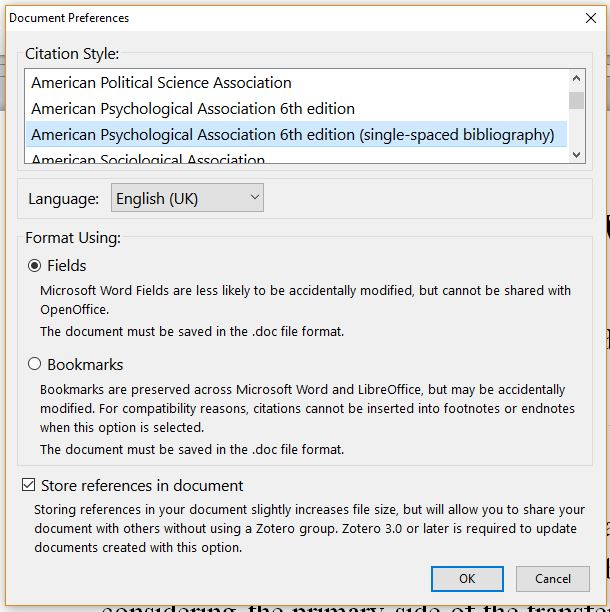 Document Preferences
Citation Style:
American Political Science Association
American Psychological Association 6th edition
American Psychological Association 6th edition (single-spaced bibliography)
American Sociological Association
Language: English (UK)
Format Using:
Fields
Microsoft Word Fields are less likely to be accidentally modified, but cannot be shared with
OpenOffice.
The document must be saved in the .doc file format.
Bookmarks
Bookmarks are preserved across Microsoft Word and LibreOffice, but may be accidentally
modified. For compatibility reasons, citations cannot be inserted into footnotes or endnotes
when this option is selected.
The document must be saved in the .doc file format.
Store references in document
Storing references in your document slightly increases file size, but will allow you to share your
document with others without using a Zotero group. Zotero 3.0 or later is required to update
documents created with this option.
OK Cancel
considering the primary side of the